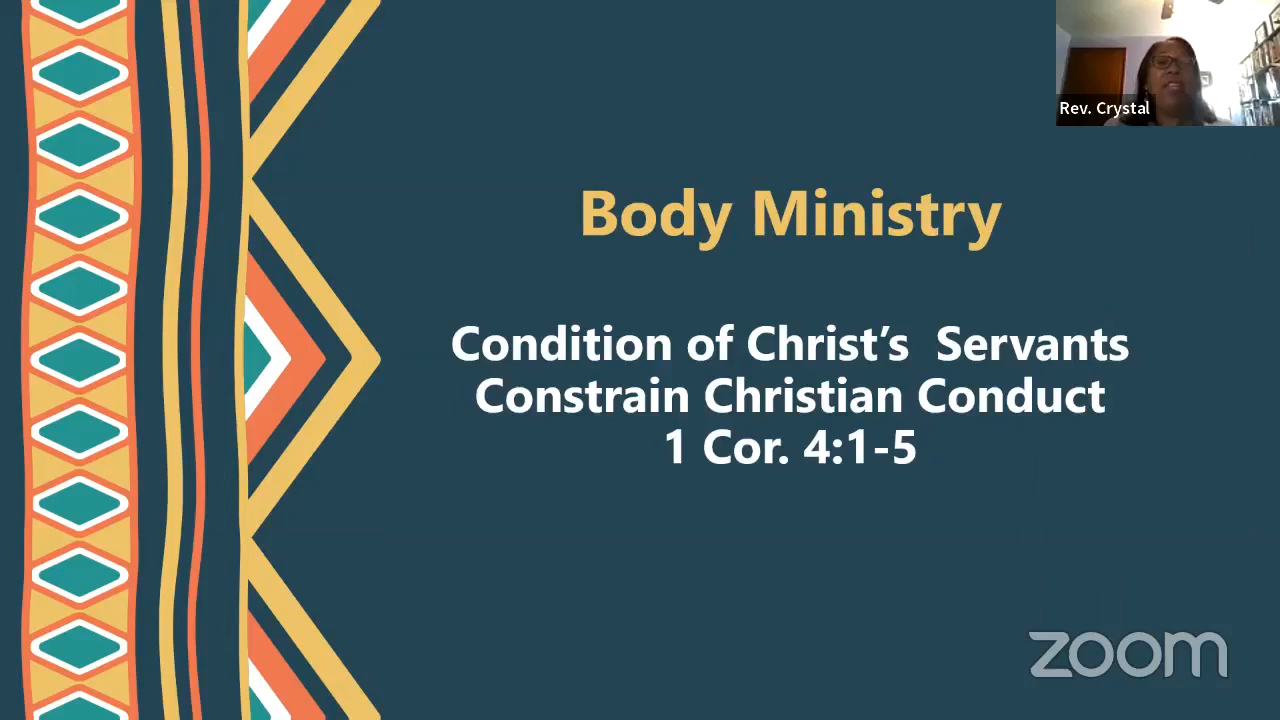 Rev. Crystal
Body Ministry
Condition of Christ’s  Servants
Constrain Christian Conduct
1 Cor. 4:1-5
zoom